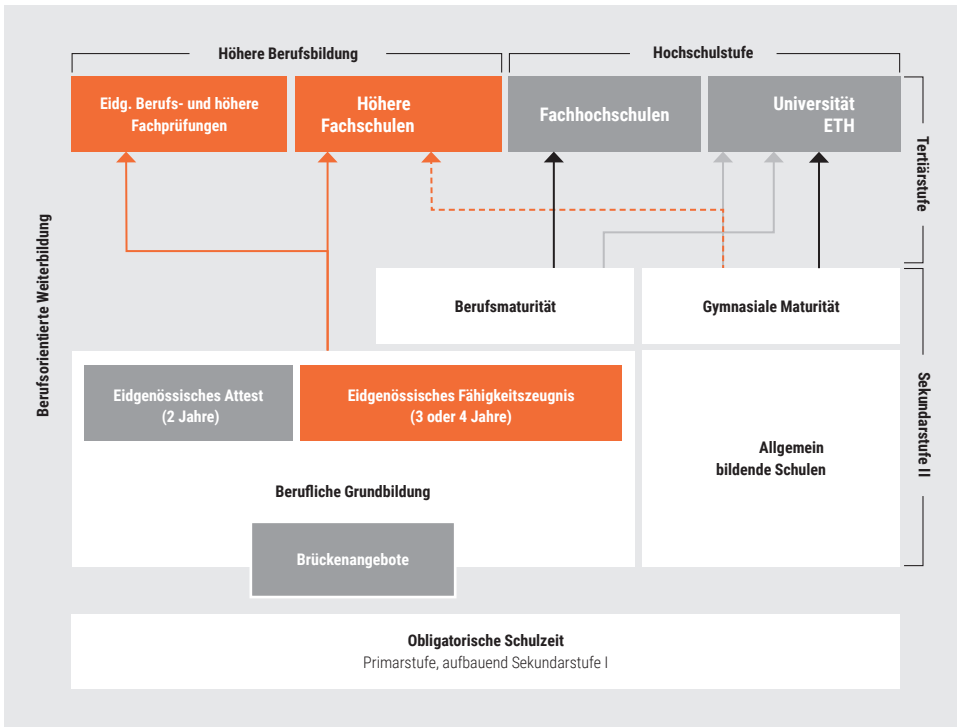 Höhere Berufsbildung
Hochschulstufe
Eidg. Berufs- und höhere
Fachprüfungen
Höhere
Fachschulen
Fachhochschulen
Universität
ETH
Tertiärstufe
Berufsorientierte Weiterbildung
Berufsmaturität
Gymnasiale Maturität
Eidgenössisches Attest
(2 Jahre)
Eidgenössisches Fähigkeitszeugnis
(3 oder 4 Jahre)
Sekundarstufe II
Allgemein
bildende Schulen
Berufliche Grundbildung
Brückenangebote
Obligatorische Schulzeit
Primarstufe, aufbauend Sekundarstufe I